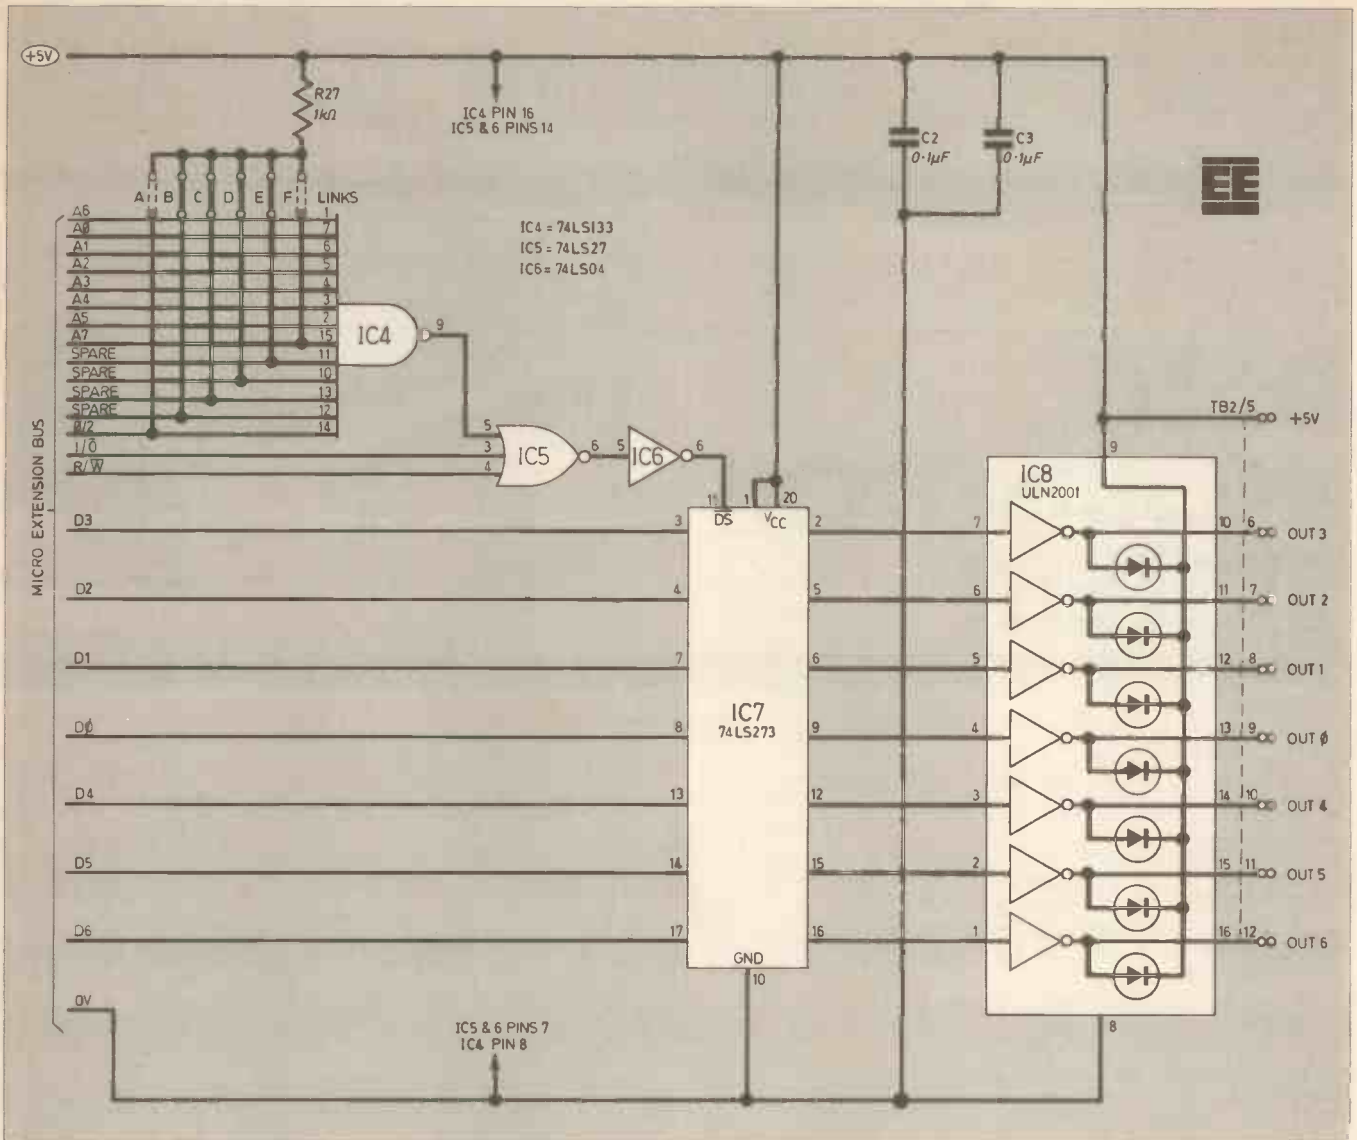 +5V
R27
1kΩ
IC4 PIN 16
IC5 & 6 PINS 14
C2
0·1µF
C3
0·1µF
EE
A B C D E F LINKS
A6 1
A0 7
A1 6
A2 5
A3 4
A4 3
A5 2
A7 15
SPARE 11
SPARE 10
SPARE 13
SPARE 12
Ø/2 14
I/O̅
R/W̅
IC4 = 74LS133
IC5 = 74LS27
IC6 = 74LS04
IC4
9
5
3
4
IC5
6
5
IC6
6
11
D̅S̅
1
20
VCC
MICRO EXTENSION BUS
TB2/5
+5V
9
IC8
ULN2001
D3 3 2 7 10 6 OUT 3
D2 4 5 6 11 7 OUT 2
D1 7 6 5 12 8 OUT 1
IC7
74LS273
DØ 8 9 4 13 9 OUT Ø
D4 13 12 3 14 10 OUT 4
D5 14 15 2 15 11 OUT 5
D6 17 16 1 16 12 OUT 6
GND
10
0V
8
IC5 & 6 PINS 7
IC4 PIN 8